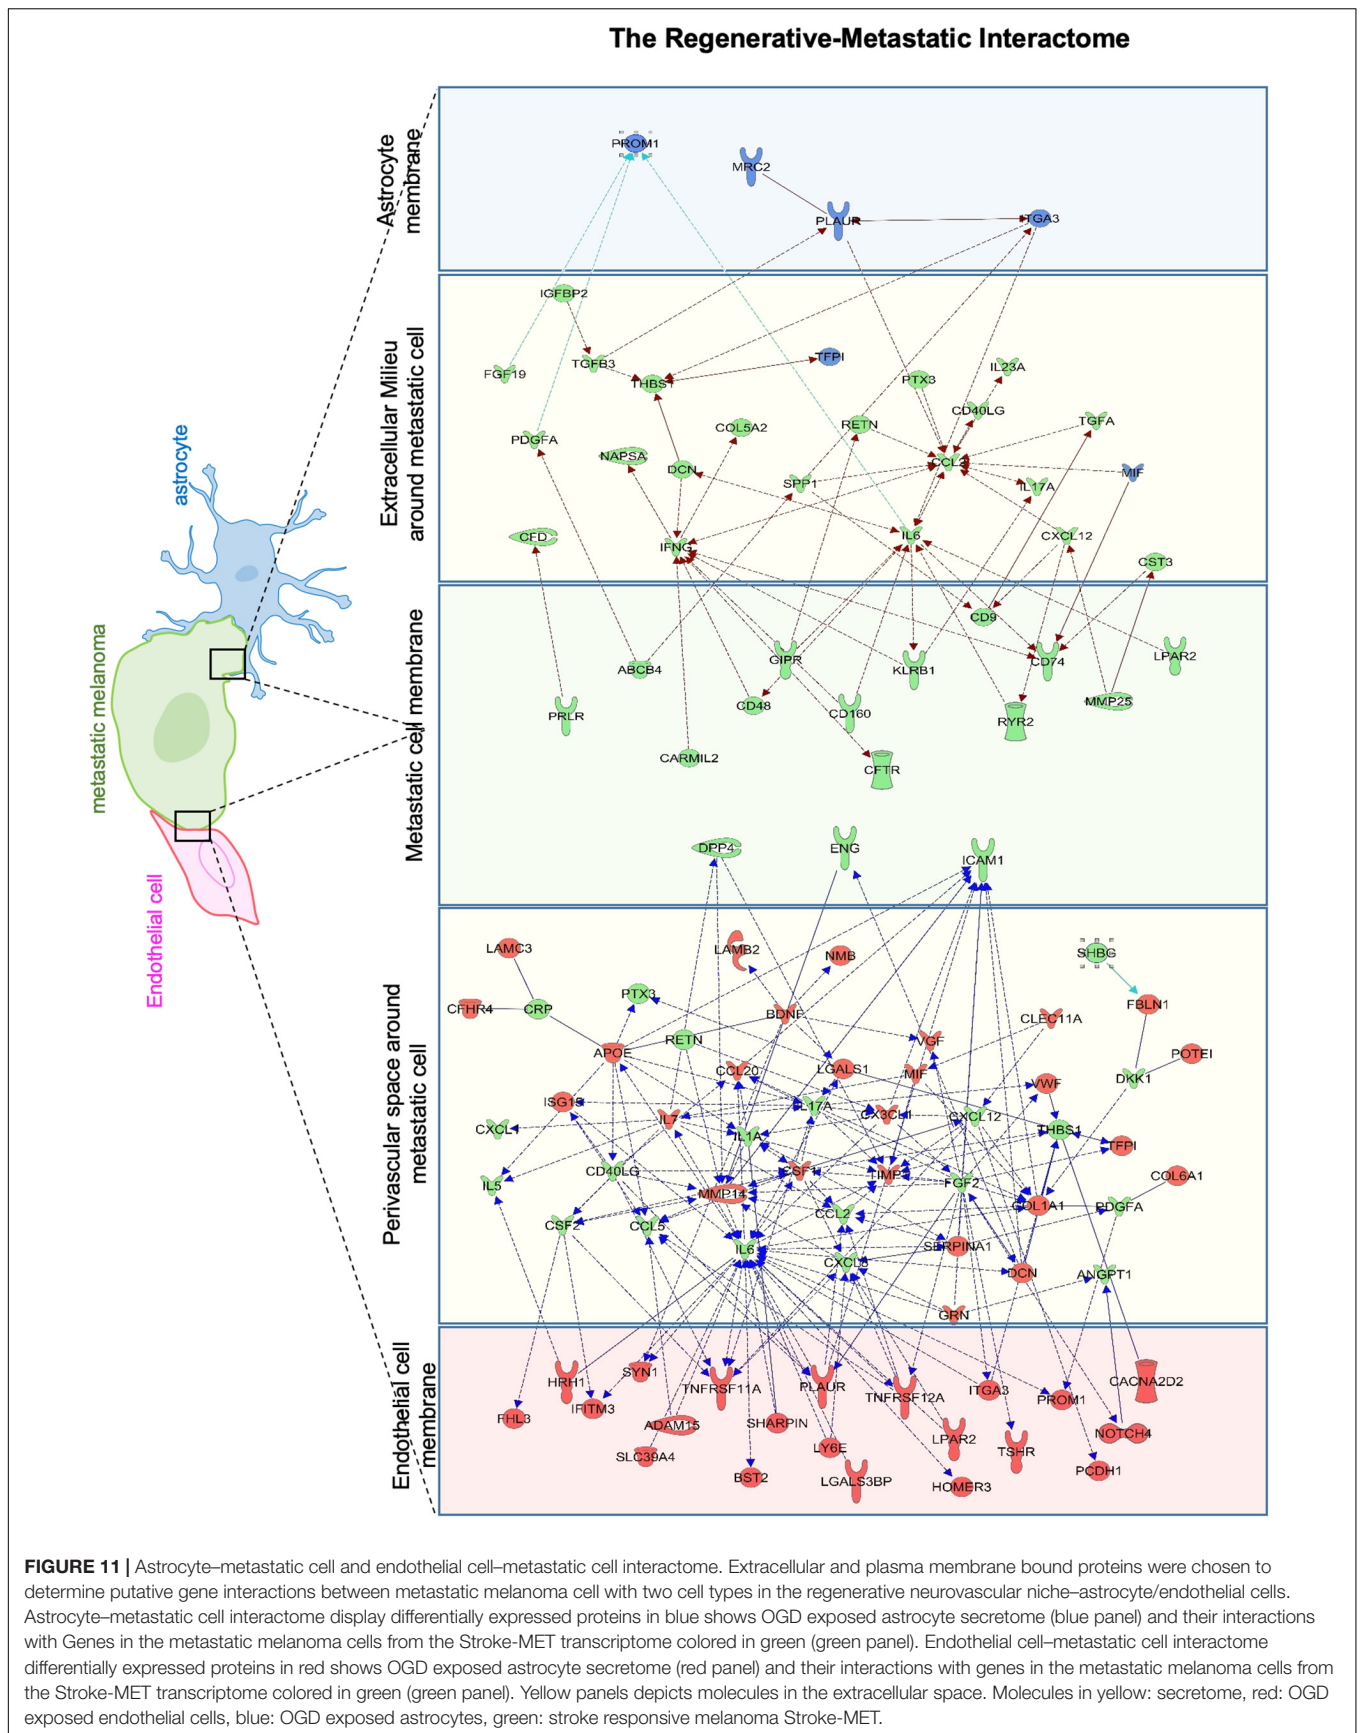 The Regenerative-Metastatic Interactome
Astrocyte
membrane
PROM1
MRC2
PLAUR
ITGA3
Extracellular Milieu
around metastatic cell
IGFBP2
TFPI
TGFB3
IL23A
FGF19
THBS1
PTX3
CD40LG
TGFA
RETN
COL5A2
PDGFA
NAPSA
DCN
CCL2
MIF
SPP1
IL17A
CFD
IFNG
IL6
CXCL12
CST3
astrocyte
metastatic melanoma
Endothelial cell
Metastatic cell membrane
CD9
ABCB4
GIPR
KLRB1
CD74
LPAR2
PRLR
CD48
CD160
RYR2
MMP25
CARMIL2
CFTR
DPP4
ENG
ICAM1
Perivascular space around
metastatic cell
LAMC3
LAMB2
NMB
SHBG
CFHR4
CRP
PTX3
BDNF
CLEC11A
FBLN1
APOE
RETN
VGF
POTEI
CCL20
LGALS1
MIF
VWF
DKK1
ISG15
IL7
IL17A
CX3CL1
CXCL12
CXCL1
IL1A
THBS1
TFPI
IL5
CD40LG
CSF1
TIMP1
FGF2
COL6A1
MMP14
COL1A1
PDGFA
CSF2
CCL5
CCL2
IL6
SERPINA1
CXCL8
DCN
ANGPT1
GRN
Endothelial cell
membrane
HRH1
SYN1
TNFRSF11A
PLAUR
TNFRSF12A
ITGA3
PROM1
CACNA2D2
FHL3
IFITM3
ADAM15
SHARPIN
NOTCH4
SLC39A4
LY6E
LPAR2
TSHR
BST2
LGALS3BP
HOMER3
PCDH1
FIGURE 11 | Astrocyte–metastatic cell and endothelial cell–metastatic cell interactome. Extracellular and plasma membrane bound proteins were chosen to
determine putative gene interactions between metastatic melanoma cell with two cell types in the regenerative neurovascular niche–astrocyte/endothelial cells.
Astrocyte–metastatic cell interactome display differentially expressed proteins in blue shows OGD exposed astrocyte secretome (blue panel) and their interactions
with Genes in the metastatic melanoma cells from the Stroke-MET transcriptome colored in green (green panel). Endothelial cell–metastatic cell interactome
differentially expressed proteins in red shows OGD exposed astrocyte secretome (red panel) and their interactions with genes in the metastatic melanoma cells from
the Stroke-MET transcriptome colored in green (green panel). Yellow panels depicts molecules in the extracellular space. Molecules in yellow: secretome, red: OGD
exposed endothelial cells, blue: OGD exposed astrocytes, green: stroke responsive melanoma Stroke-MET.